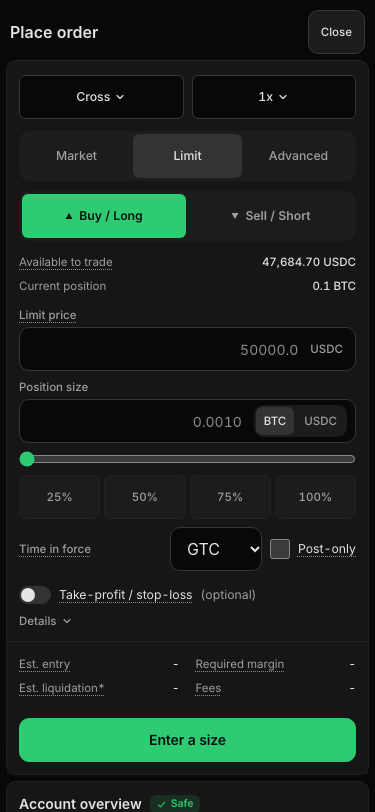 Place order
Close
Cross
1x
Market Limit Advanced
▲ Buy / Long ▼ Sell / Short
Available to trade 47,684.70 USDC
Current position 0.1 BTC
Limit price
50000.0 USDC
Position size
0.0010 BTC USDC
25% 50% 75% 100%
Time in force GTC Post-only
Take-profit / stop-loss (optional)
Details
Est. entry - Required margin -
Est. liquidation* - Fees -
Enter a size
Account overview ✓ Safe